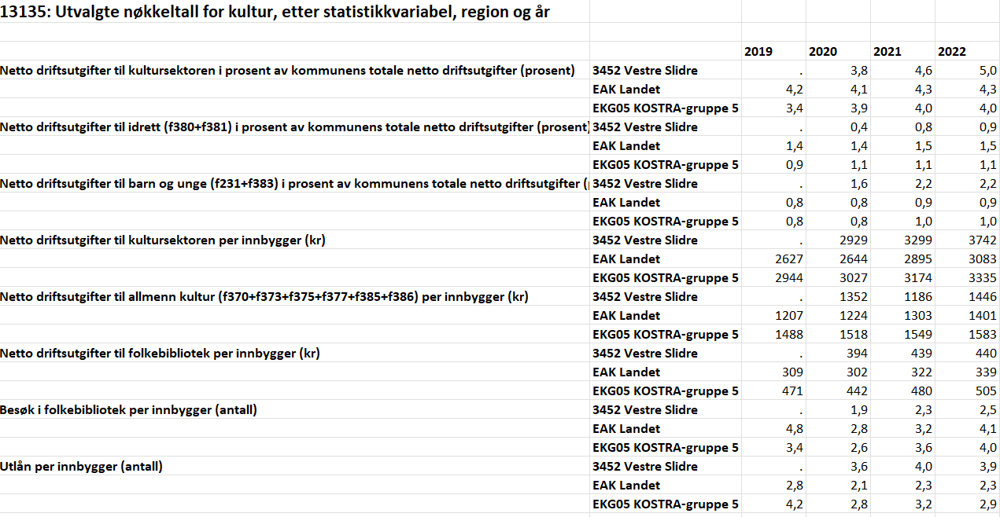 13135: Utvalgte nøkkeltall for kultur, etter statistikkvariabel, region og år
2019 2020 2021 2022
Netto driftsutgifter til kultursektoren i prosent av kommunens totale netto driftsutgifter (prosent) 3452 Vestre Slidre . 3,8 4,6 5,0
EAK Landet 4,2 4,1 4,3 4,3
EKG05 KOSTRA-gruppe 5 3,4 3,9 4,0 4,0
Netto driftsutgifter til idrett (f380+f381) i prosent av kommunens totale netto driftsutgifter (prosent) 3452 Vestre Slidre . 0,4 0,8 0,9
EAK Landet 1,4 1,4 1,5 1,5
EKG05 KOSTRA-gruppe 5 0,9 1,1 1,1 1,1
Netto driftsutgifter til barn og unge (f231+f383) i prosent av kommunens totale netto driftsutgifter ( 3452 Vestre Slidre . 1,6 2,2 2,2
EAK Landet 0,8 0,8 0,9 0,9
EKG05 KOSTRA-gruppe 5 0,8 0,8 1,0 1,0
Netto driftsutgifter til kultursektoren per innbygger (kr) 3452 Vestre Slidre . 2929 3299 3742
EAK Landet 2627 2644 2895 3083
EKG05 KOSTRA-gruppe 5 2944 3027 3174 3335
Netto driftsutgifter til allmenn kultur (f370+f373+f375+f377+f385+f386) per innbygger (kr) 3452 Vestre Slidre . 1352 1186 1446
EAK Landet 1207 1224 1303 1401
EKG05 KOSTRA-gruppe 5 1488 1518 1549 1583
Netto driftsutgifter til folkebibliotek per innbygger (kr) 3452 Vestre Slidre . 394 439 440
EAK Landet 309 302 322 339
EKG05 KOSTRA-gruppe 5 471 442 480 505
Besøk i folkebibliotek per innbygger (antall) 3452 Vestre Slidre . 1,9 2,3 2,5
EAK Landet 4,8 2,8 3,2 4,1
EKG05 KOSTRA-gruppe 5 3,4 2,6 3,6 4,0
Utlån per innbygger (antall) 3452 Vestre Slidre . 3,6 4,0 3,9
EAK Landet 2,8 2,1 2,3 2,3
EKG05 KOSTRA-gruppe 5 4,2 2,8 3,2 2,9